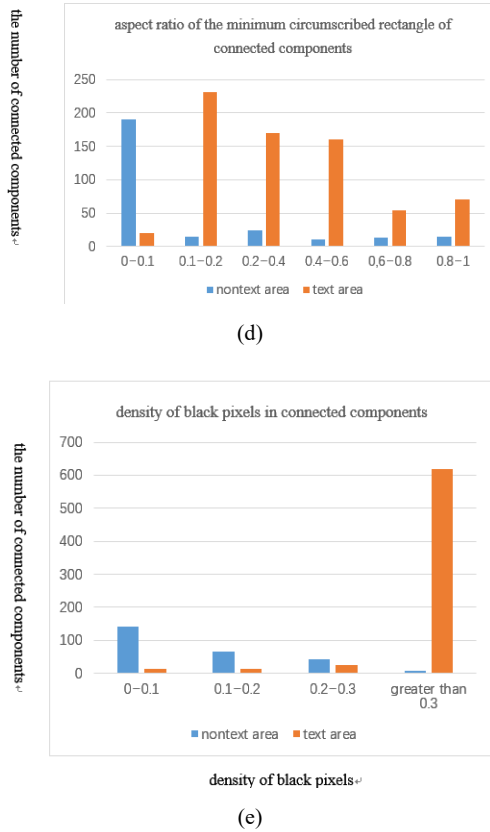 the number of connected components↵
aspect ratio of the minimum circumscribed rectangle of
connected components
250
200
150
100
50
0
0−0.1 0.1−0.2 0.2−0.4 0.4−0.6 0,6−0.8 0.8−1
nontext area text area
(d)
the number of connected components↵
density of black pixels in connected components
700
600
500
400
300
200
100
0
0−0.1 0.1−0.2 0.2−0.3 greater than
0.3
nontext area text area
density of black pixels↵
(e)